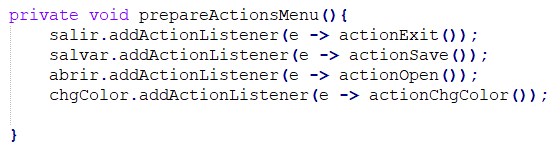 private void prepareActionsMenu(){
    salir.addActionListener(e -> actionExit());
    salvar.addActionListener(e -> actionSave());
    abrir.addActionListener(e -> actionOpen());
    chgColor.addActionListener(e -> actionChgColor());
}